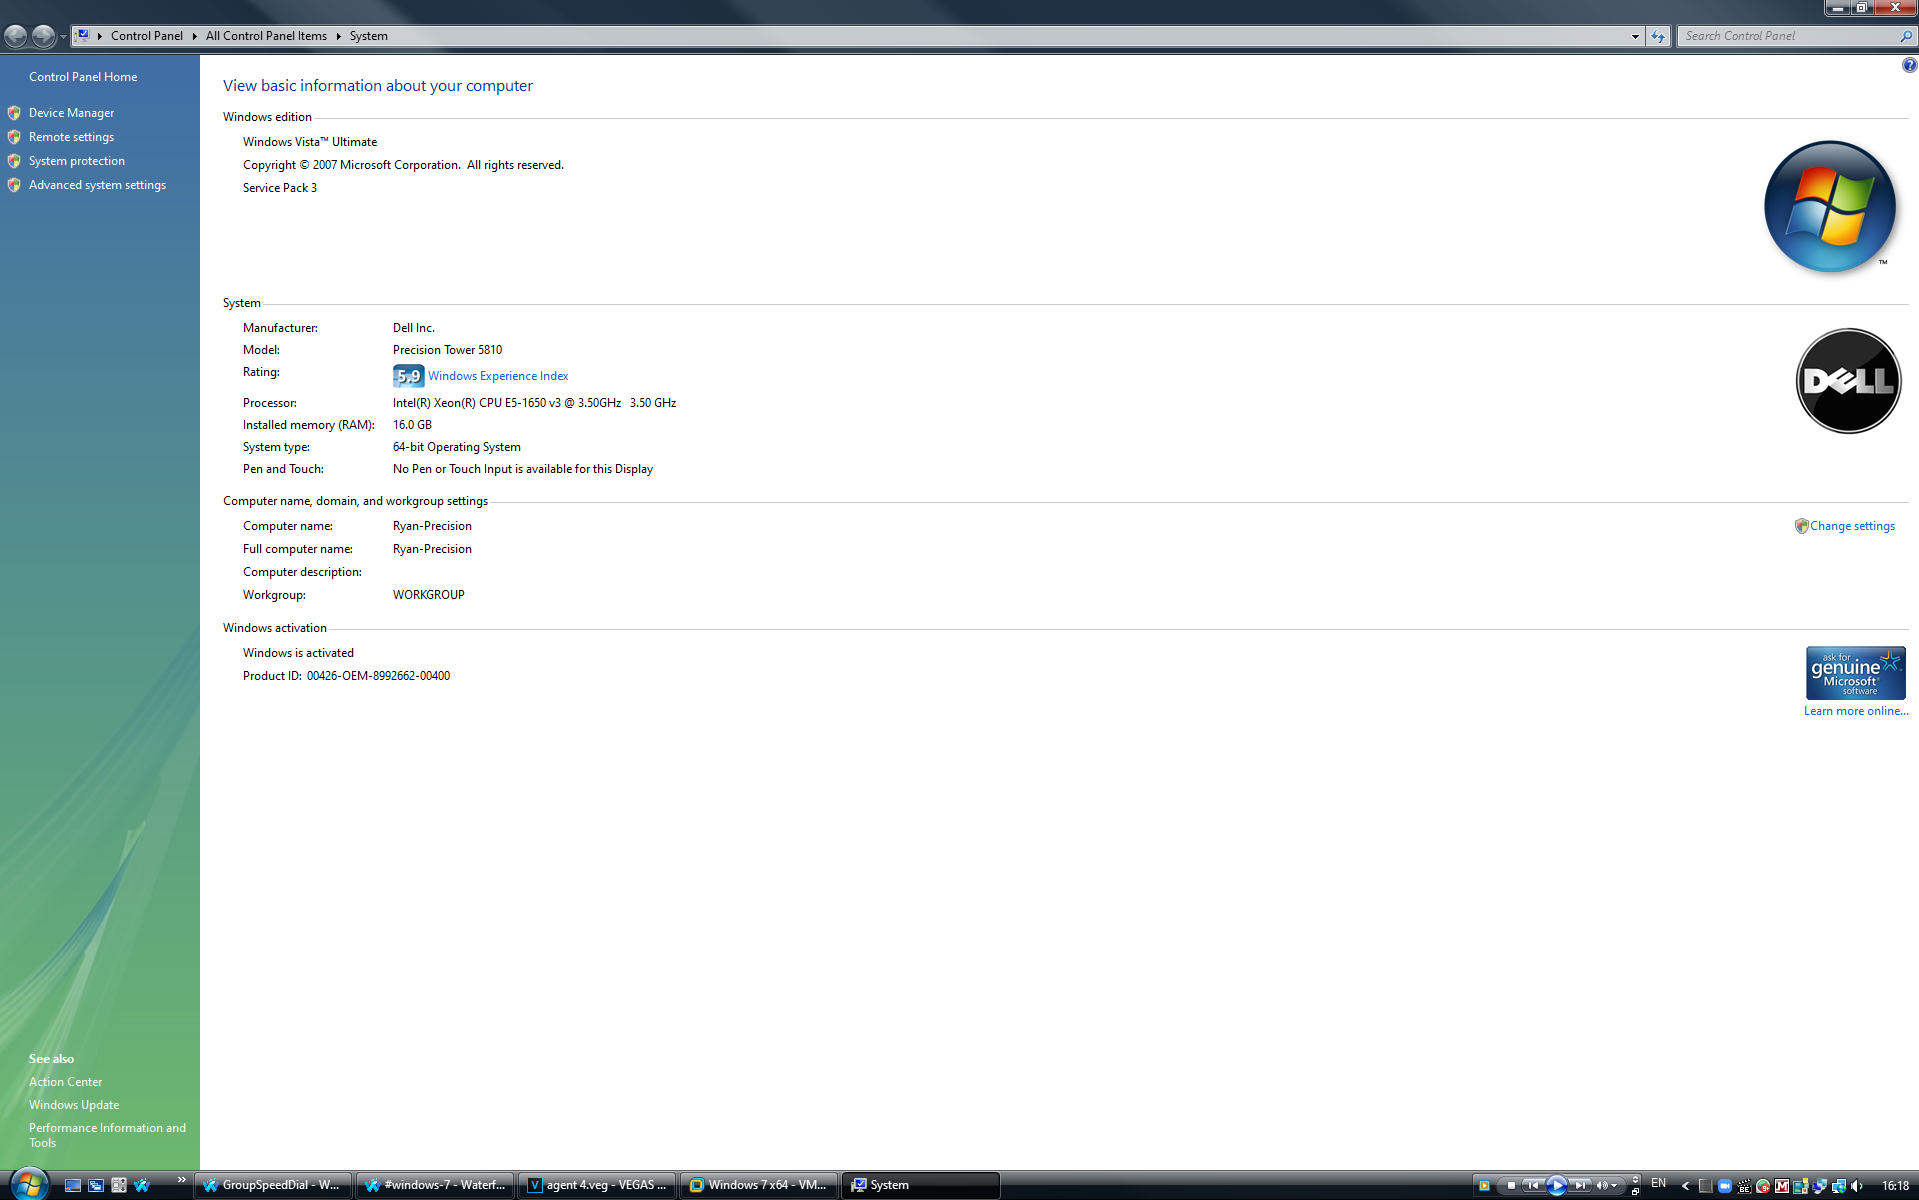 Control Panel
All Control Panel Items
System
Search Control Panel
Control Panel Home
Device Manager
Remote settings
System protection
Advanced system settings
View basic information about your computer
Windows edition
Windows Vista™ Ultimate
Copyright © 2007 Microsoft Corporation.  All rights reserved.
Service Pack 3
TM
System
Manufacturer: Dell Inc.
Model: Precision Tower 5810
Rating: 5.9 Windows Experience Index
Processor: Intel(R) Xeon(R) CPU E5-1650 v3 @ 3.50GHz   3.50 GHz
Installed memory (RAM): 16.0 GB
System type: 64-bit Operating System
Pen and Touch: No Pen or Touch Input is available for this Display
DELL
Computer name, domain, and workgroup settings
Computer name: Ryan-Precision
Change settings
Full computer name: Ryan-Precision
Computer description:
Workgroup: WORKGROUP
Windows activation
Windows is activated
Product ID: 00426-OEM-8992662-00400
ask for
genuine
Microsoft
software
Learn more online...
See also
Action Center
Windows Update
Performance Information and
Tools
GroupSpeedDial - W...
#windows-7 - Waterf...
V
agent 4.veg - VEGAS ...
Windows 7 x64 - VM...
System
EN
16:18